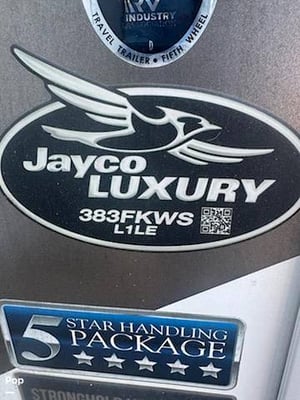 RV
INDUSTRY
TRAVEL TRAILER • FIFTH WHEEL
Jayco
LUXURY
383FKWS
L1LE
5 STAR HANDLING
PACKAGE
Pop